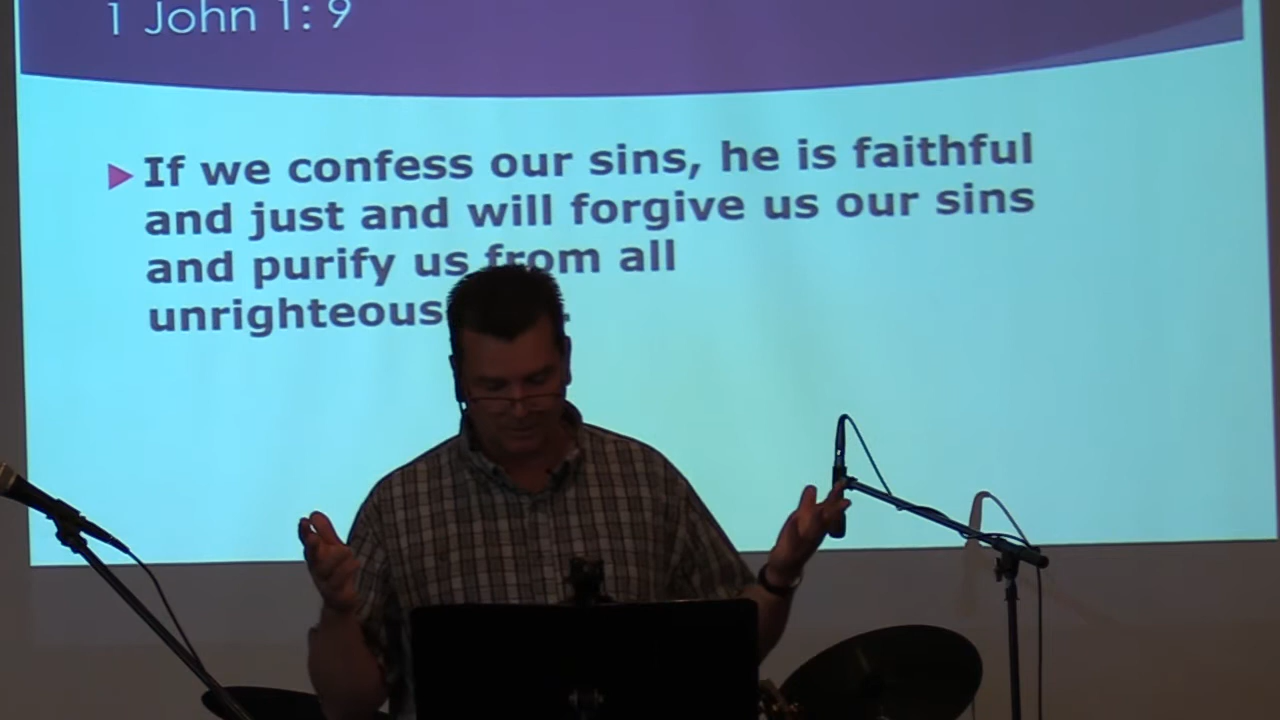 1 John 1: 9
If we confess our sins, he is faithful
and just and will forgive us our sins
and purify us from all
unrighteous